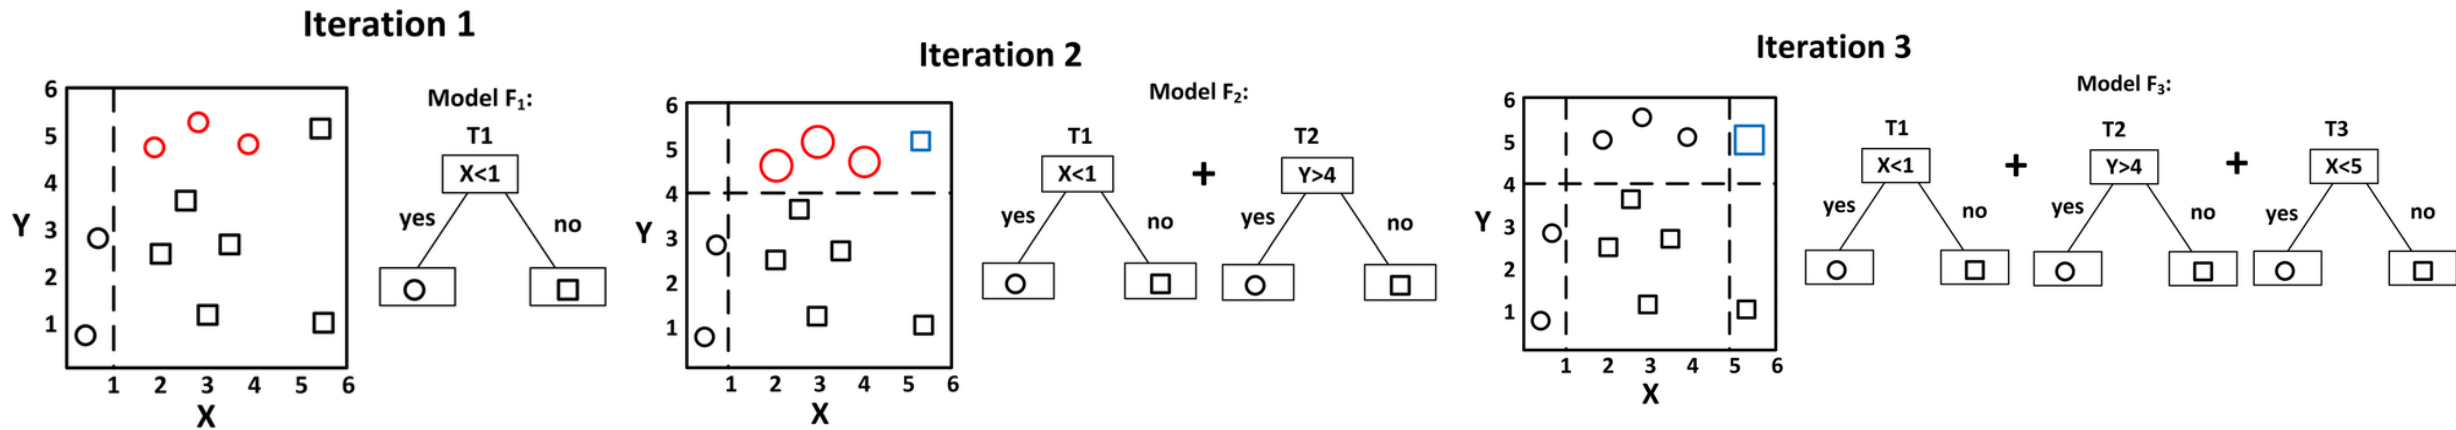 Iteration 1
6
5
4
3
2
1
Y
1 2 3 4 5 6
X
Model F₁:
T1
X<1
yes
no
Iteration 2
6
5
4
3
2
1
Y
1 2 3 4 5 6
X
Model F₂:
T1
X<1
yes
no
+
T2
Y>4
yes
no
Iteration 3
6
5
4
3
2
1
Y
1 2 3 4 5 6
X
Model F₃:
T1
X<1
yes
no
+
T2
Y>4
yes
no
+
T3
X<5
yes
no